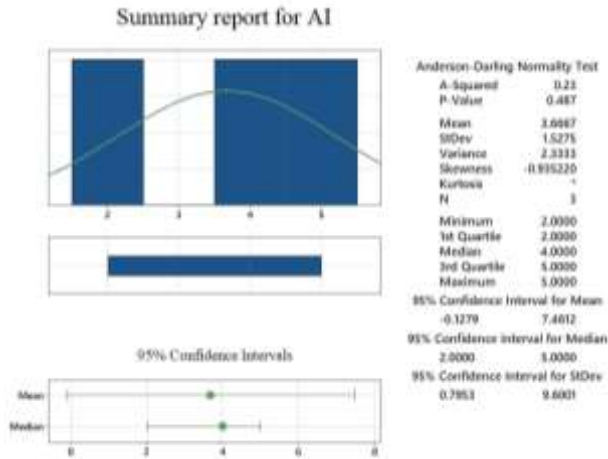 Summary report for AI
Anderson-Darling Normality Test
A-Squared 0.23
P-Value 0.487
Mean 3.6667
StDev 1.5275
Variance 2.3333
Skewness -0.935220
Kurtosis *
N 3
Minimum 2.0000
1st Quartile 2.0000
Median 4.0000
3rd Quartile 5.0000
Maximum 5.0000
95% Confidence Interval for Mean
-0.1279 7.4612
95% Confidence Interval for Median
2.0000 5.0000
95% Confidence Interval for StDev
0.7953 9.6001
2 3 4 5
95% Confidence Intervals
Mean
Median
0 2 4 6 8